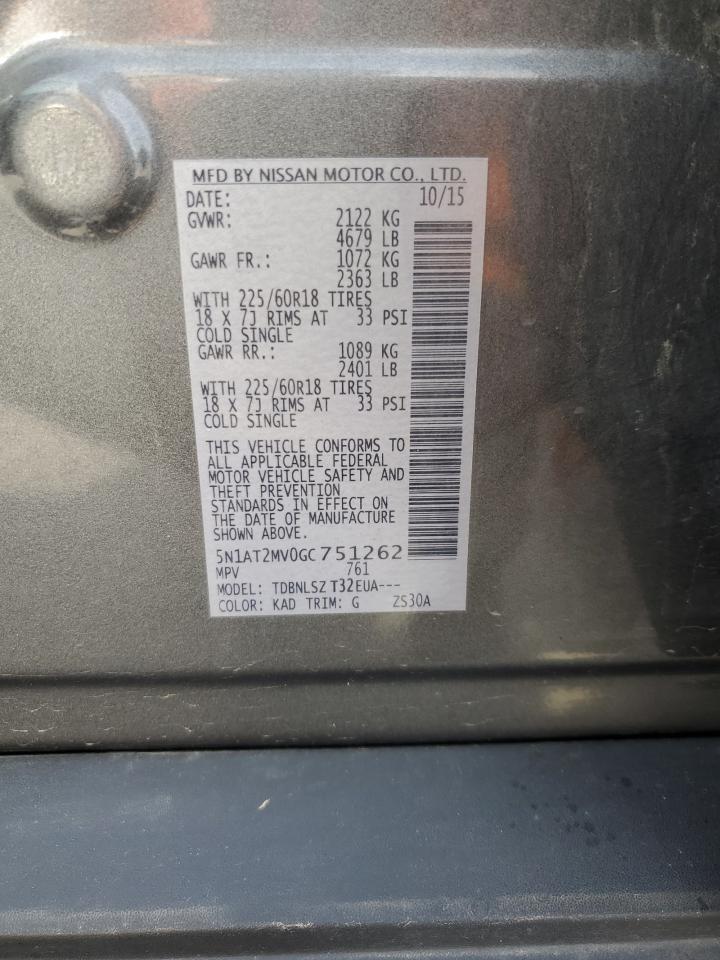 MFD BY NISSAN MOTOR CO., LTD.
DATE: 10/15
GVWR: 2122 KG
4679 LB
GAWR FR.: 1072 KG
2363 LB
WITH 225/60R18 TIRES
18 X 7J RIMS AT 33 PSI
COLD SINGLE
GAWR RR.: 1089 KG
2401 LB
WITH 225/60R18 TIRES
18 X 7J RIMS AT 33 PSI
COLD SINGLE
THIS VEHICLE CONFORMS TO
ALL APPLICABLE FEDERAL
MOTOR VEHICLE SAFETY AND
THEFT PREVENTION
STANDARDS IN EFFECT ON
THE DATE OF MANUFACTURE
SHOWN ABOVE.
5N1AT2MV0GC751262
MPV 761
MODEL: TDBNLSZ T32EUA---
COLOR: KAD TRIM: G ZS30A